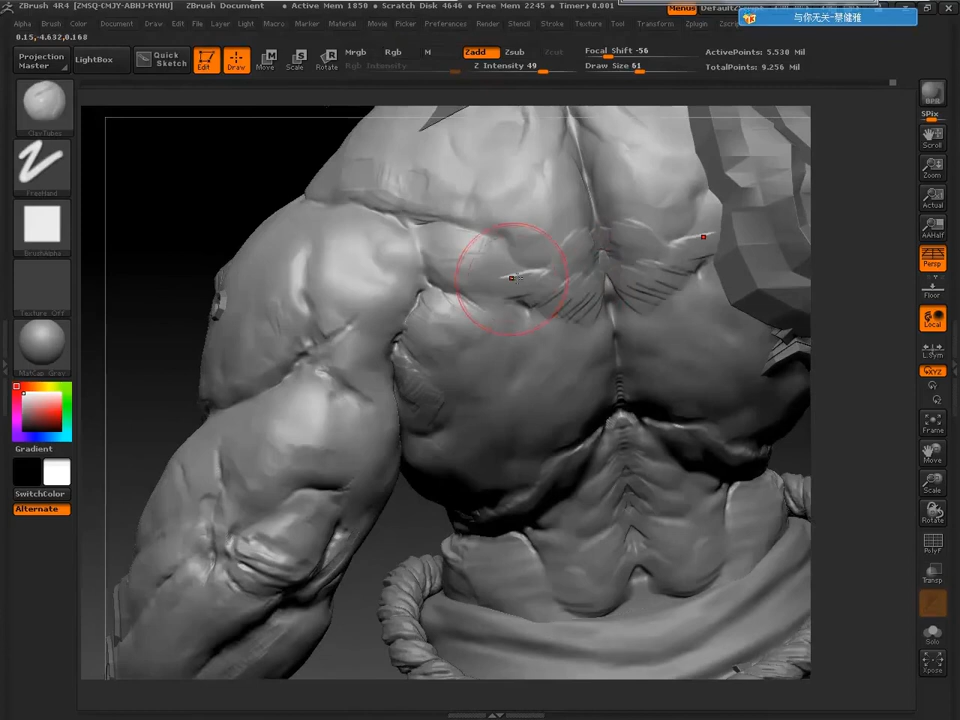 ZBrush 4R4 [ZMSQ-CMJY-ABHJ-RYHU] ZBrush Document • Active Mem 1850 • Scratch Disk 4646 • Free Mem 2245 • Timer▸0.001
Menus
与你无关-蔡健雅
Alpha Brush Color Document Draw Edit File Layer Light Macro Marker Material Movie Picker Preferences Render Stencil Stroke Texture Tool Transform Zplugin
0.15,-4.632,0.168
Projection Master
LightBox
Quick Sketch
Edit
Draw
Move
Scale
Rotate
Mrgb Rgb M
Rgb Intensity
Zadd Zsub Zcut
Z Intensity 49
Focal Shift -56
Draw Size 61
ActivePoints: 5.530 Mil
TotalPoints: 9.256 Mil
ClayTubes
FreeHand
BrushAlpha
Texture Off
MatCap Gray
Gradient
SwitchColor
Alternate
BPR
SPix
Scroll
Zoom
Actual
AAHalf
Persp
Floor
Local
L.Sym
XYZ
Frame
Move
Scale
Rotate
PolyF
Transp
Solo
Xpose